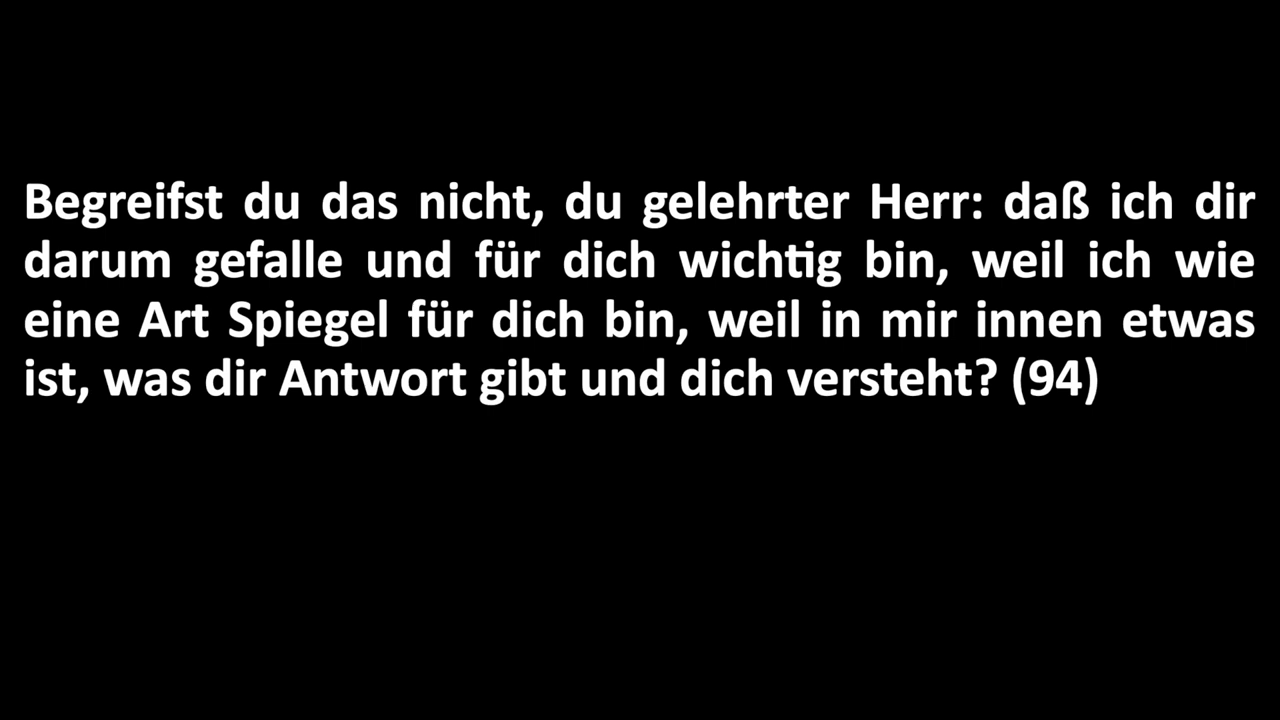 Begreifst du das nicht, du gelehrter Herr: daß ich dir
darum gefalle und für dich wichtig bin, weil ich wie
eine Art Spiegel für dich bin, weil in mir innen etwas
ist, was dir Antwort gibt und dich versteht? (94)